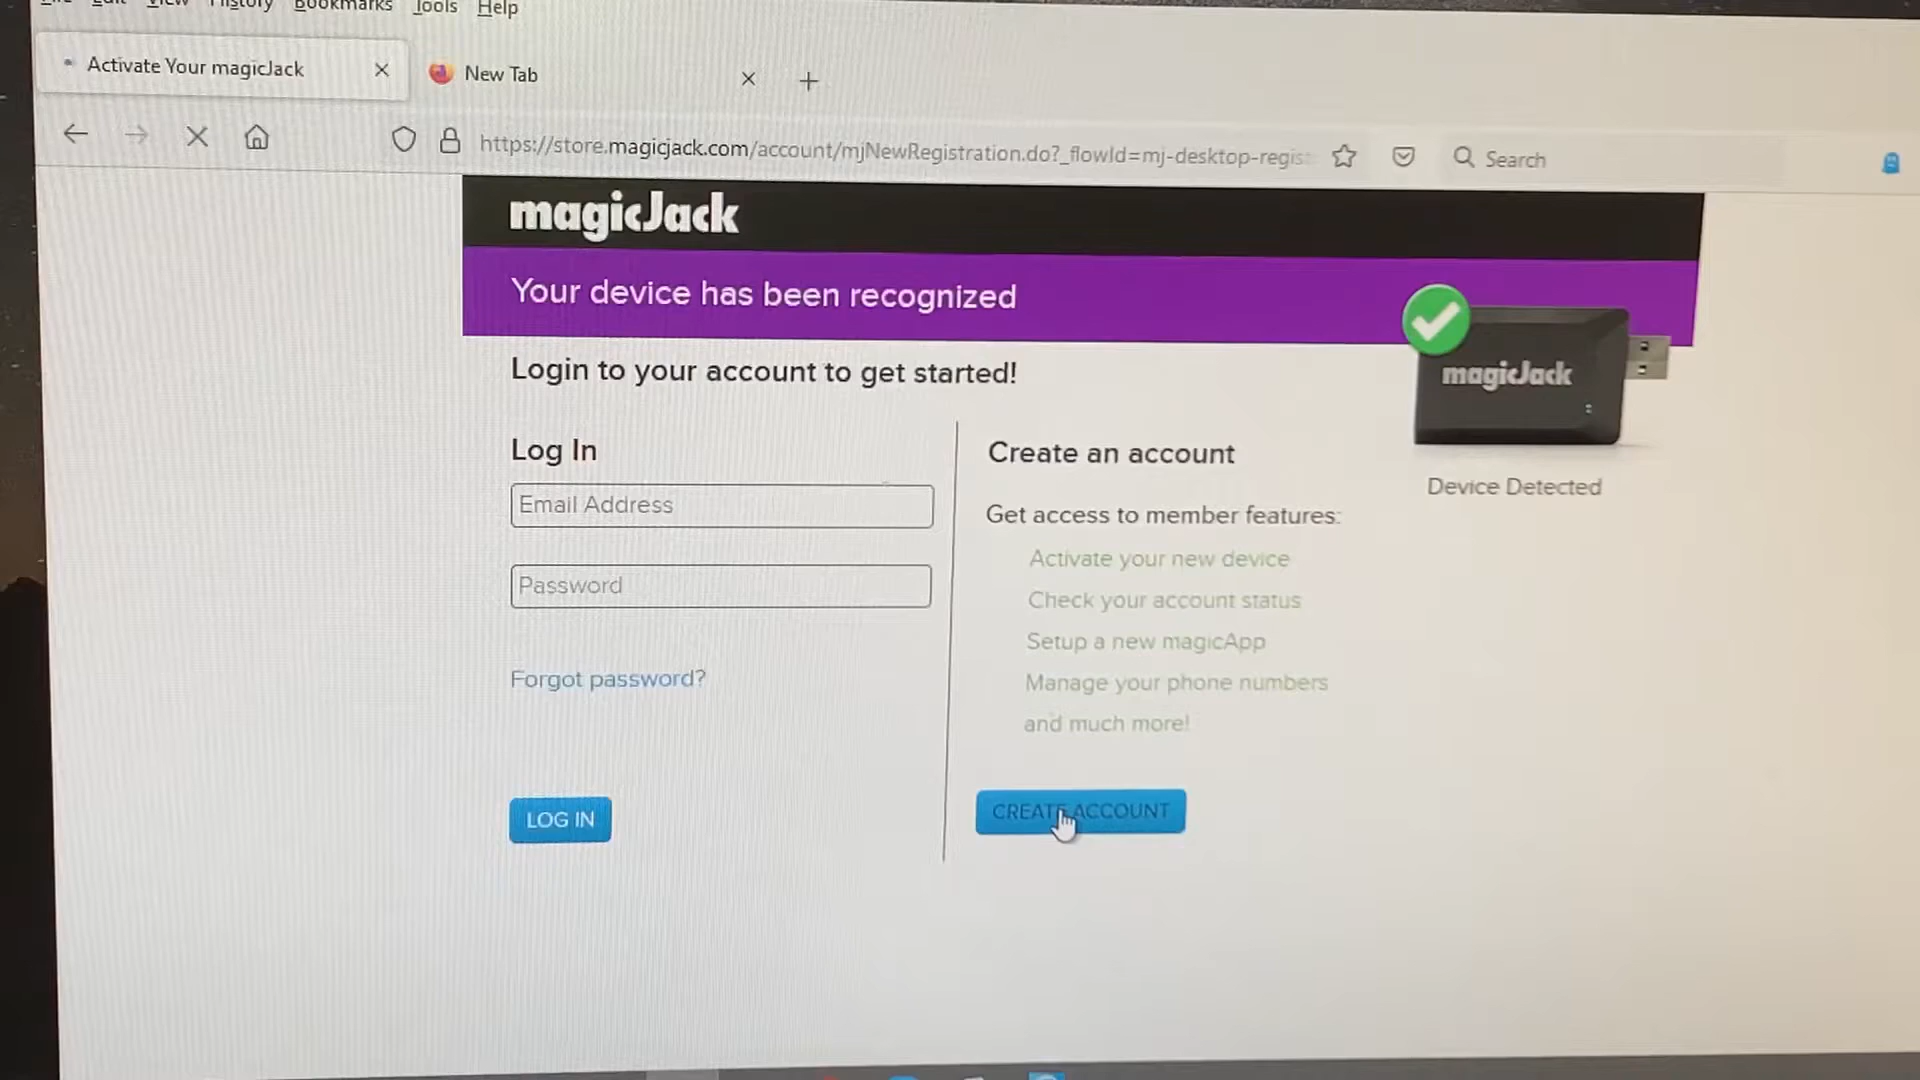 Edit View History Bookmarks Tools Help
Activate Your magicJack
New Tab
https://store.magicjack.com/account/mjNewRegistration.do?_flowId=mj-desktop-regis
Search
magicJack
Your device has been recognized
magicJack
Device Detected
Login to your account to get started!
Log In
Email Address
Password
Forgot password?
LOG IN
Create an account
Get access to member features:
Activate your new device
Check your account status
Setup a new magicApp
Manage your phone numbers
and much more!
CREATE ACCOUNT